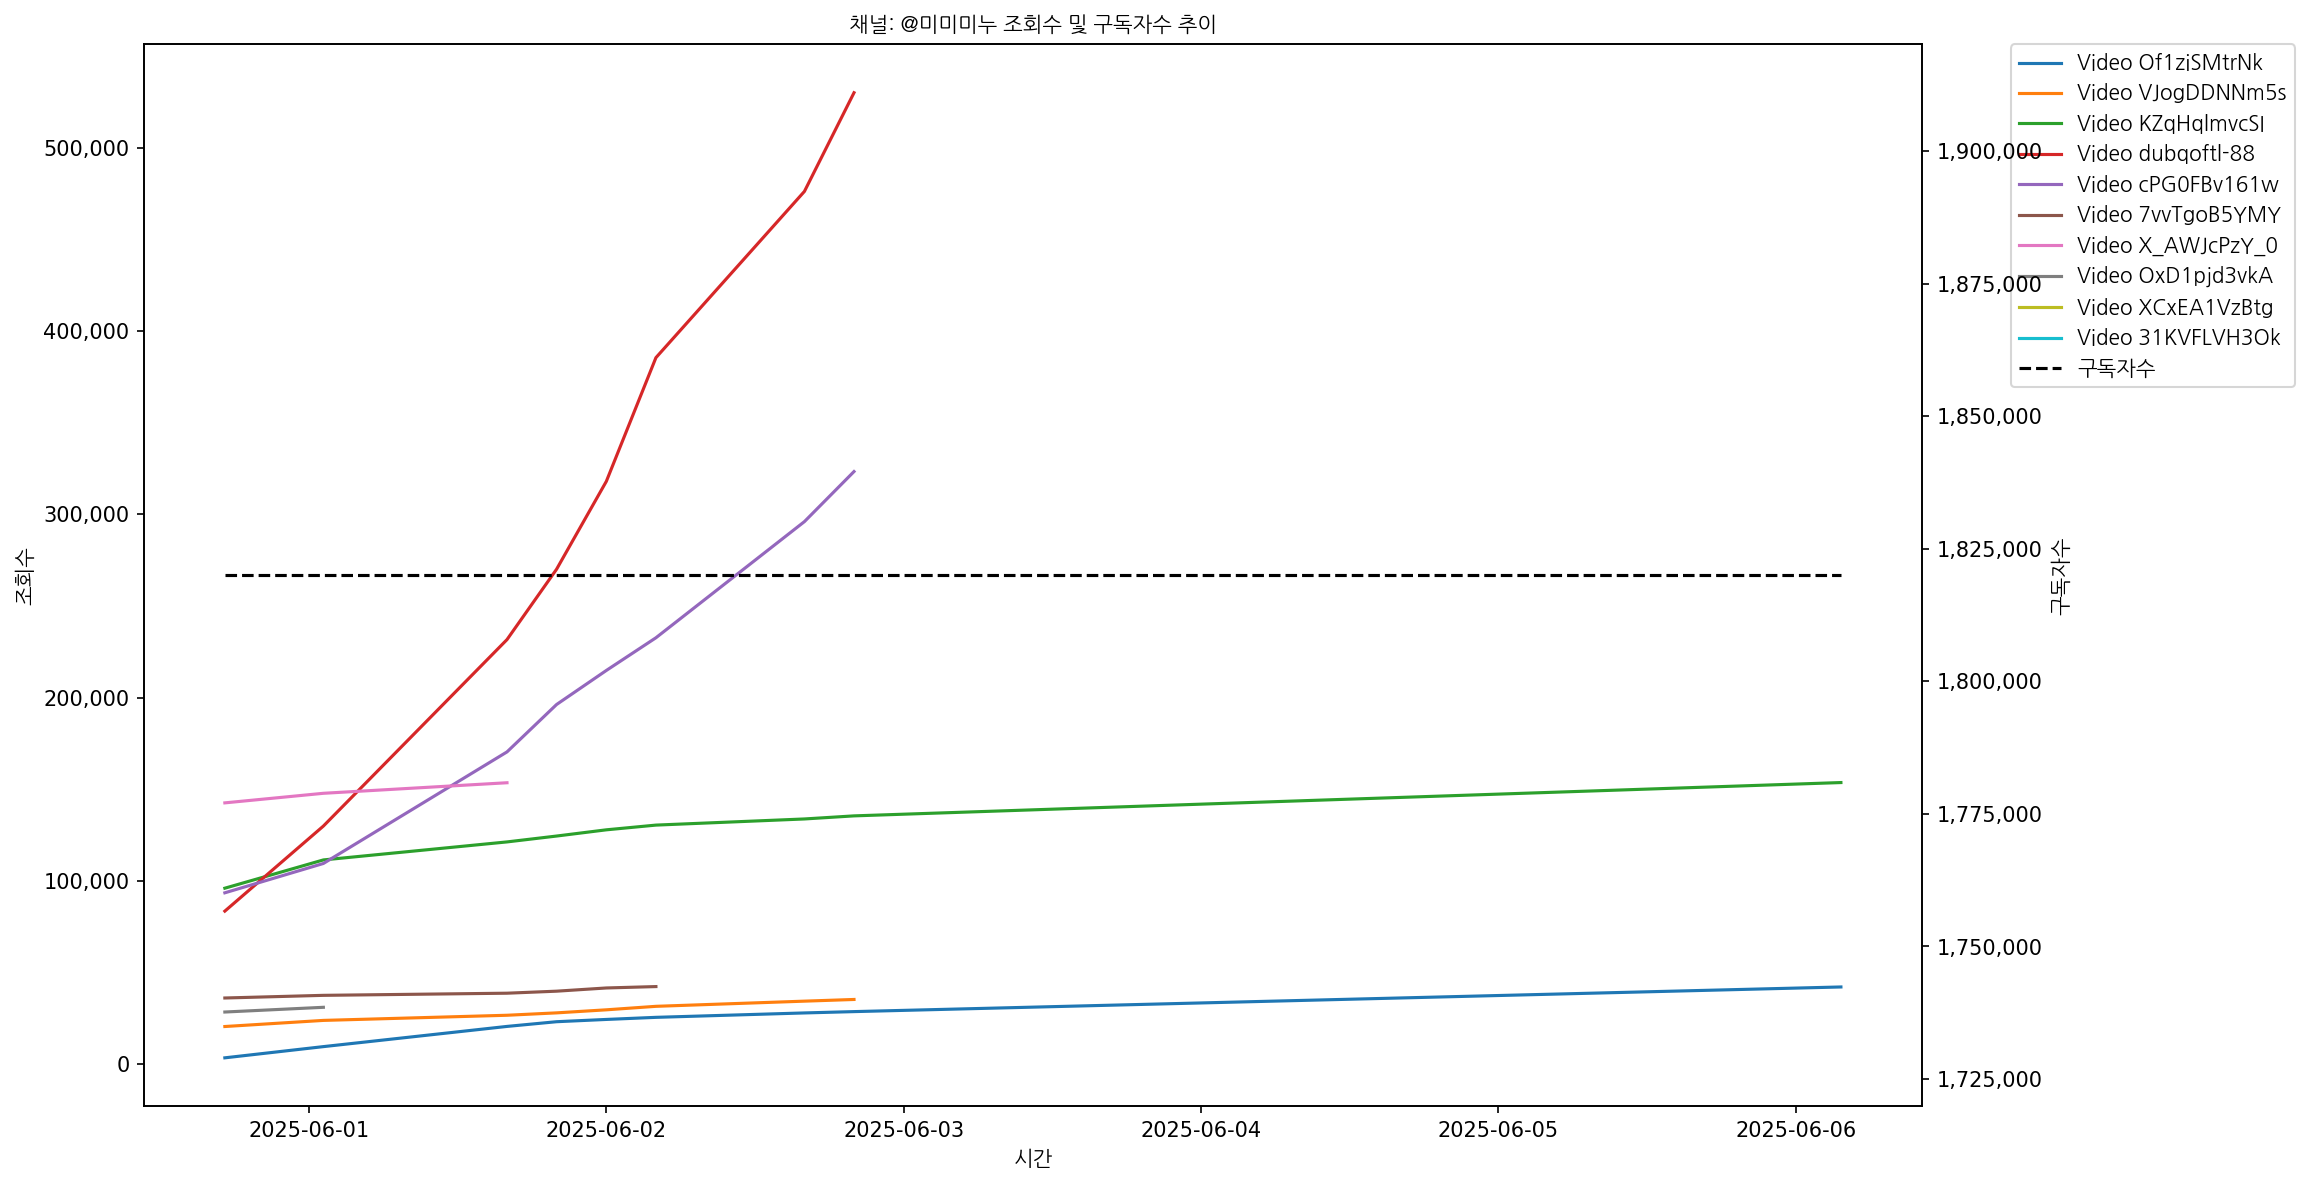 채널: @미미미누 조회수 및 구독자수 추이
500,000
400,000
300,000
200,000
100,000
0
조회수
2025-06-01
2025-06-02
2025-06-03
2025-06-04
2025-06-05
2025-06-06
시간
1,900,000
1,875,000
1,850,000
1,825,000
1,800,000
1,775,000
1,750,000
1,725,000
구독자수
Video Of1zjSMtrNk
Video VJogDDNNm5s
Video KZqHqlmvcSI
Video dubqoftl-88
Video cPG0FBv161w
Video 7vvTgoB5YMY
Video X_AWJcPzY_0
Video OxD1pjd3vkA
Video XCxEA1VzBtg
Video 31KVFLVH3Ok
구독자수